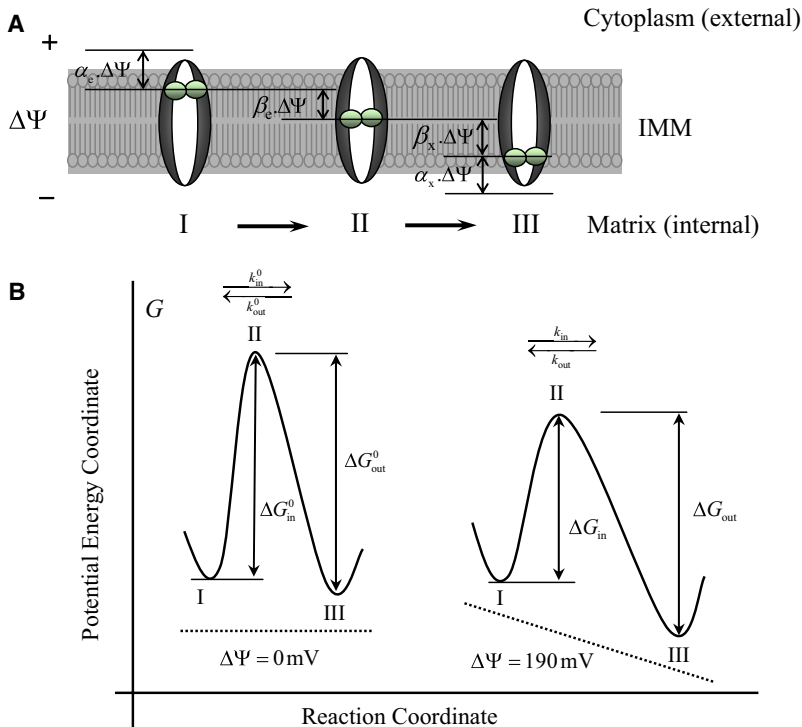 A
Cytoplasm (external)
+
αe.ΔΨ
βe.ΔΨ
ΔΨ
βx.ΔΨ
IMM
αx.ΔΨ
−
I
II
III
Matrix (internal)
B
G
k⁰in
k⁰out
II
kin
kout
II
Potential Energy Coordinate
ΔG⁰out
ΔG⁰in
ΔGin
ΔGout
I
III
I
III
ΔΨ = 0 mV
ΔΨ = 190 mV
Reaction Coordinate